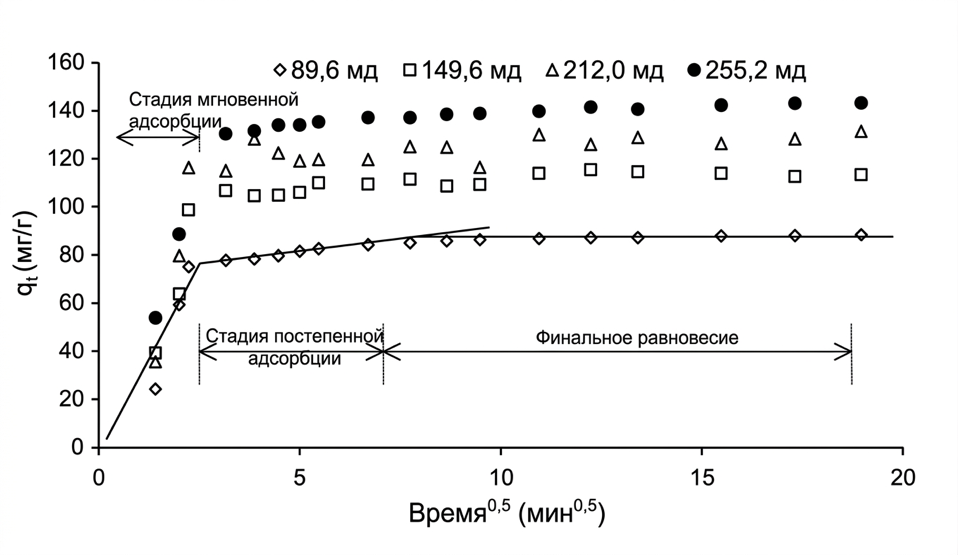 160
140
120
100
80
60
40
20
0
qt (мг/г)
89,6 мд 149,6 мд 212,0 мд 255,2 мд
Стадия мгновенной
адсорбции
Стадия постепенной
адсорбции
Финальное равновесие
0 5 10 15 20
Время0,5 (мин0,5)